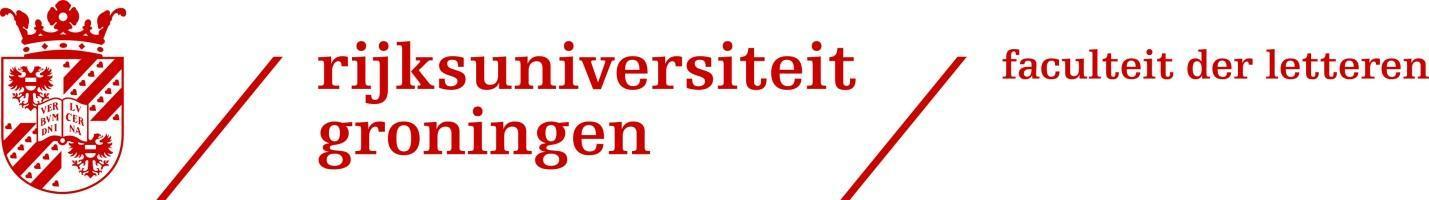 VER BVM DNI
LV CER NA
rijksuniversiteit
groningen
faculteit der letteren